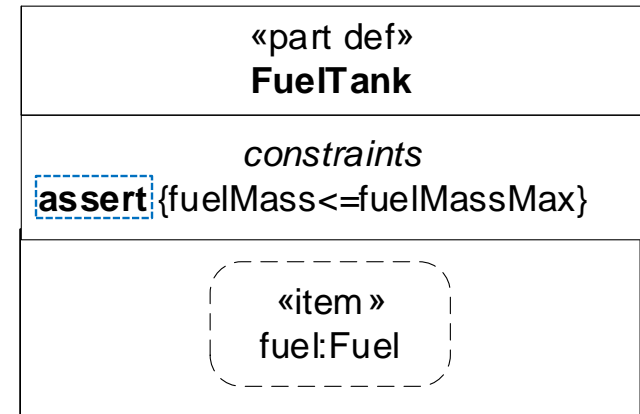 «part def»
FuelTank
constraints
assert {fuelMass<=fuelMassMax}
«item»
fuel:Fuel